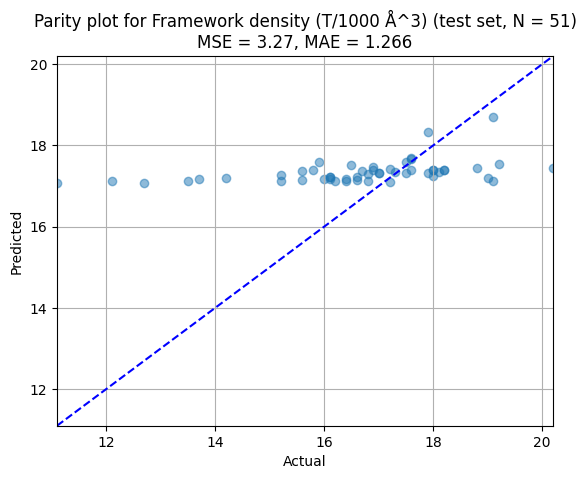 Parity plot for Framework density (T/1000 Å^3) (test set, N = 51)
MSE = 3.27, MAE = 1.266
20
18
16
14
12
Predicted
12
14
16
18
20
Actual